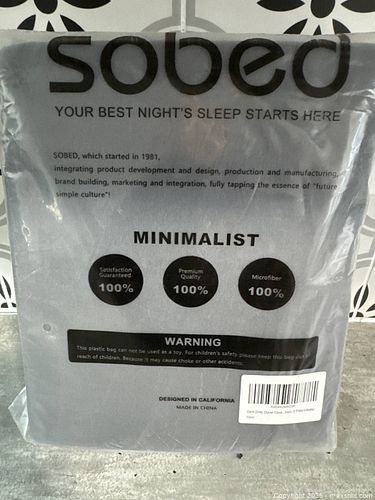 sobed
YOUR BEST NIGHT'S SLEEP STARTS HERE
SOBED, which started in 1981,
integrating product development and design, production and manufacturing,
brand building, marketing and integration, fully tapping the essence of "future
simple culture"!
MINIMALIST
Satisfaction
Guaranteed
100%
Premium
Quality
100%
Microfiber
100%
WARNING
This plastic bag can not be used as a toy. For children's safety please keep this bag out of
reach of children. Because it may cause choke or other accidents.
DESIGNED IN CALIFORNIA
MADE IN CHINA
Dark Grey Duvet Cover,